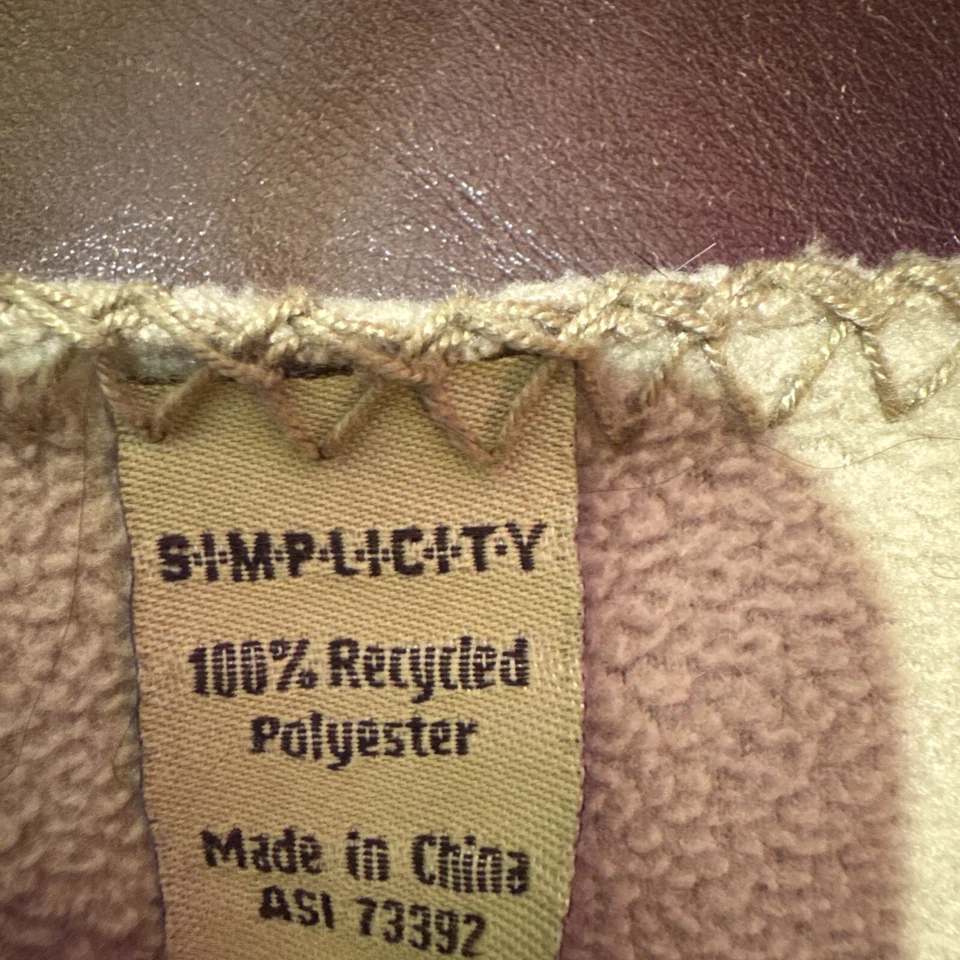 S·I·M·P·L·I·C·I·T·Y
100% Recycled
Polyester
Made in China
ASI 73392